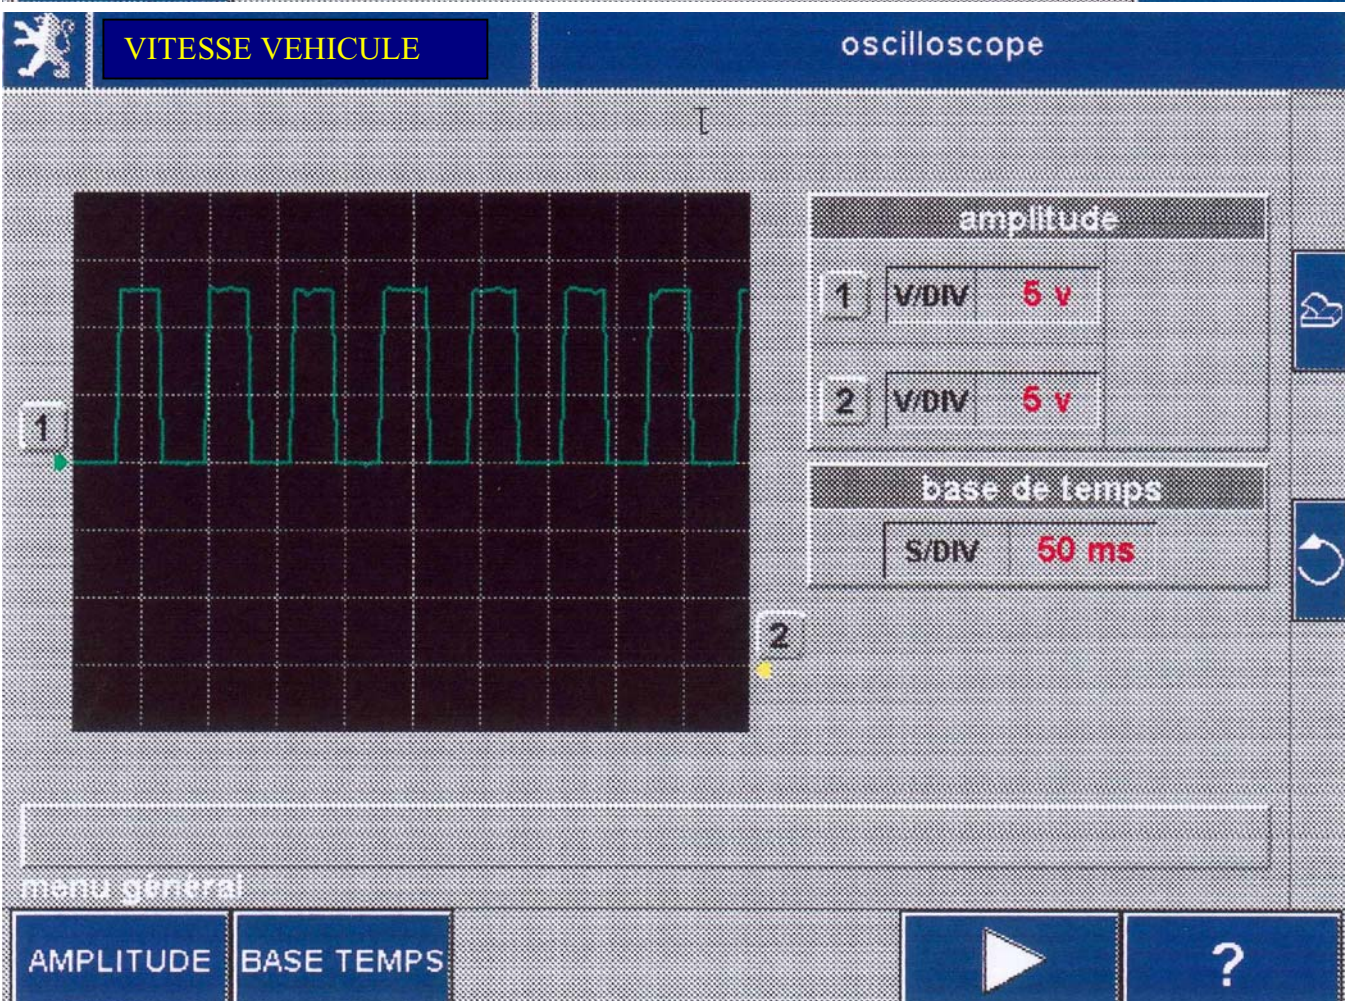 VITESSE VEHICULE
oscilloscope
amplitude
1 V/DIV 5 v
2 V/DIV 5 v
1
base de temps
S/DIV 50 ms
2
menu général
AMPLITUDE BASE TEMPS ?